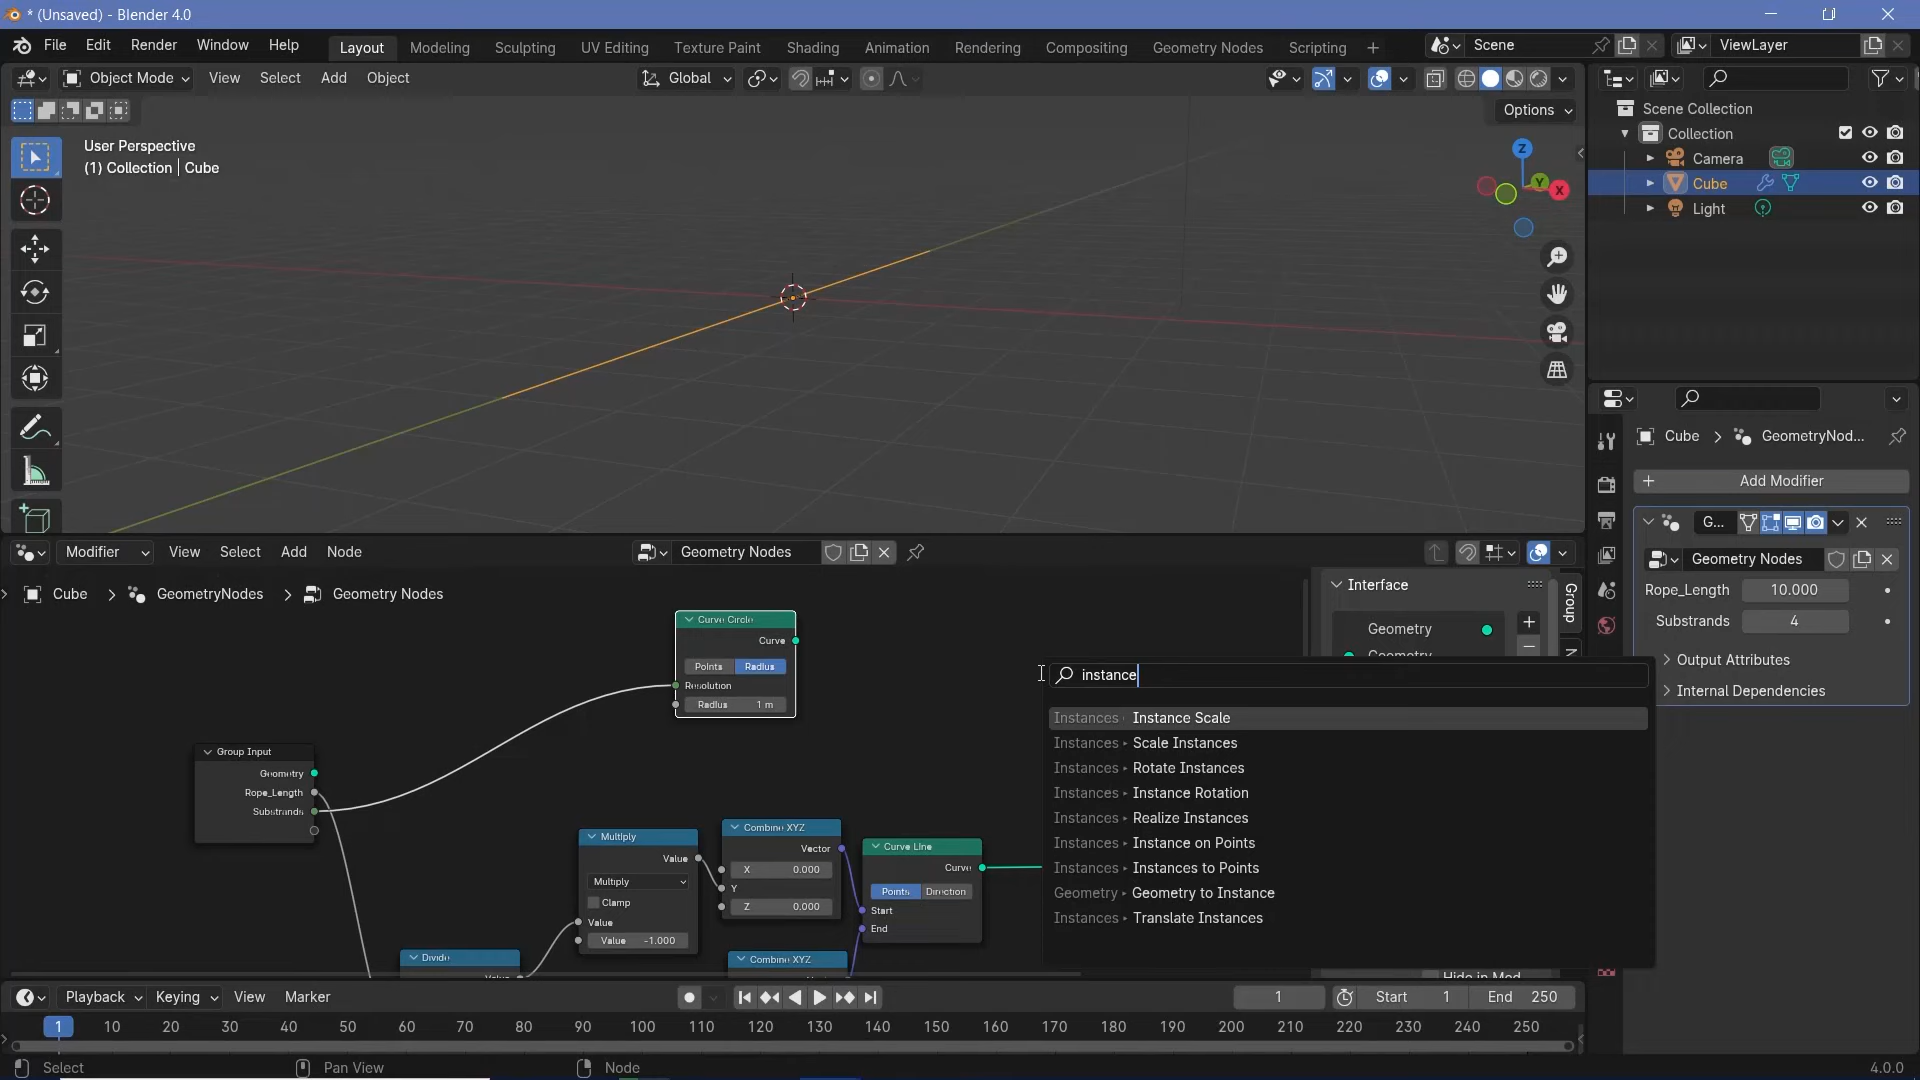 * (Unsaved) - Blender 4.0
File Edit Render Window Help Layout Modeling Sculpting UV Editing Texture Paint Shading Animation Rendering Compositing Geometry Nodes Scripting + Scene ViewLayer
Object Mode View Select Add Object Global
Options
User Perspective
(1) Collection | Cube
Z
Y
X
Scene Collection
Collection
Camera
Cube
Light
Cube > GeometryNod...
+ Add Modifier
G...
Geometry Nodes
Rope_Length 10.000
Substrands 4
Output Attributes
Internal Dependencies
Modifier View Select Add Node Geometry Nodes
Cube > GeometryNodes > Geometry Nodes
Interface
Geometry
Group
Curve Circle
Curve
Points Radius
Resolution
Radius 1 m
instance
Instances Instance Scale
Instances Scale Instances
Instances Rotate Instances
Instances Instance Rotation
Instances Realize Instances
Instances Instance on Points
Instances Instances to Points
Geometry Geometry to Instance
Instances Translate Instances
Group Input
Geometry
Rope_Length
Substrands
Multiply
Value
Multiply
Clamp
Value
Value -1.000
Combine XYZ
Vector
X 0.000
Y
Z 0.000
Curve Line
Curve
Points Direction
Start
End
Divide
Combine XYZ
Hide in Mod
Playback Keying View Marker 1 Start 1 End 250
1 10 20 30 40 50 60 70 80 90 100 110 120 130 140 150 160 170 180 190 200 210 220 230 240 250
Select Pan View Node 4.0.0